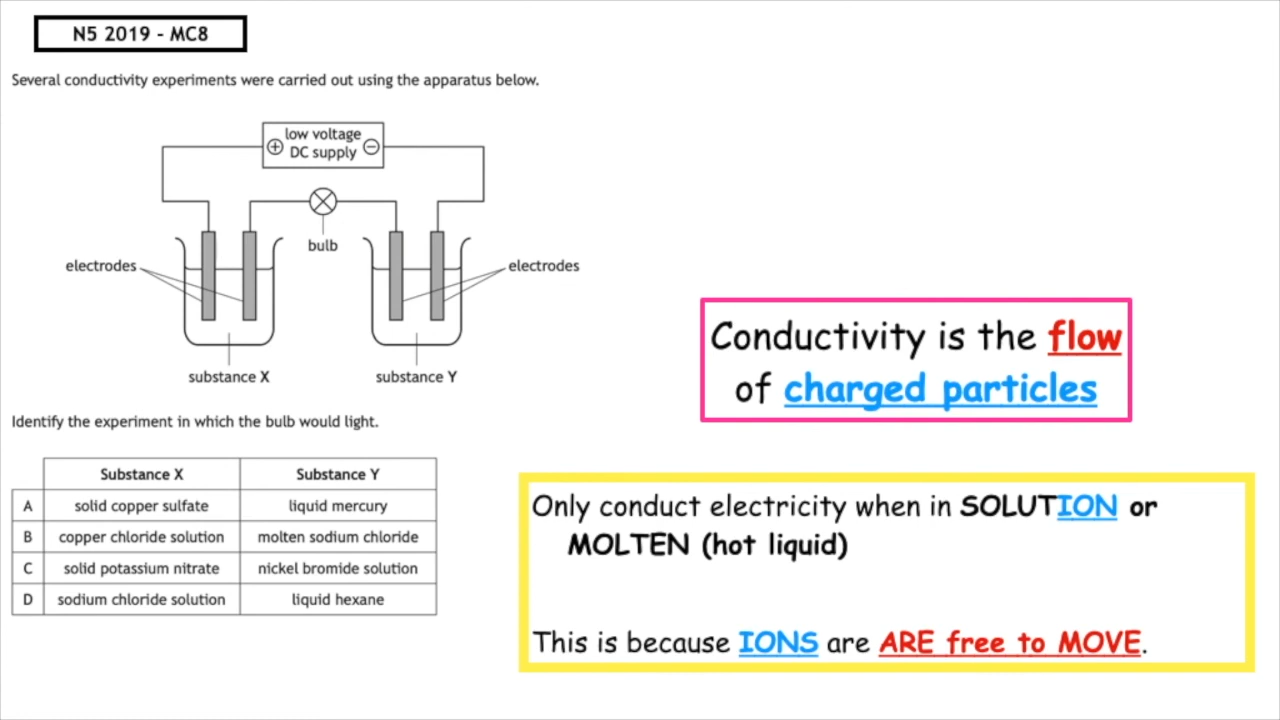 N5 2019 - MC8
Several conductivity experiments were carried out using the apparatus below.
low voltage
+ DC supply −
bulb
electrodes
electrodes
substance X
substance Y
Identify the experiment in which the bulb would light.
Substance X Substance Y
A solid copper sulfate liquid mercury
B copper chloride solution molten sodium chloride
C solid potassium nitrate nickel bromide solution
D sodium chloride solution liquid hexane
Conductivity is the flow
of charged particles
Only conduct electricity when in SOLUTION or
MOLTEN (hot liquid)
This is because IONS are ARE free to MOVE.